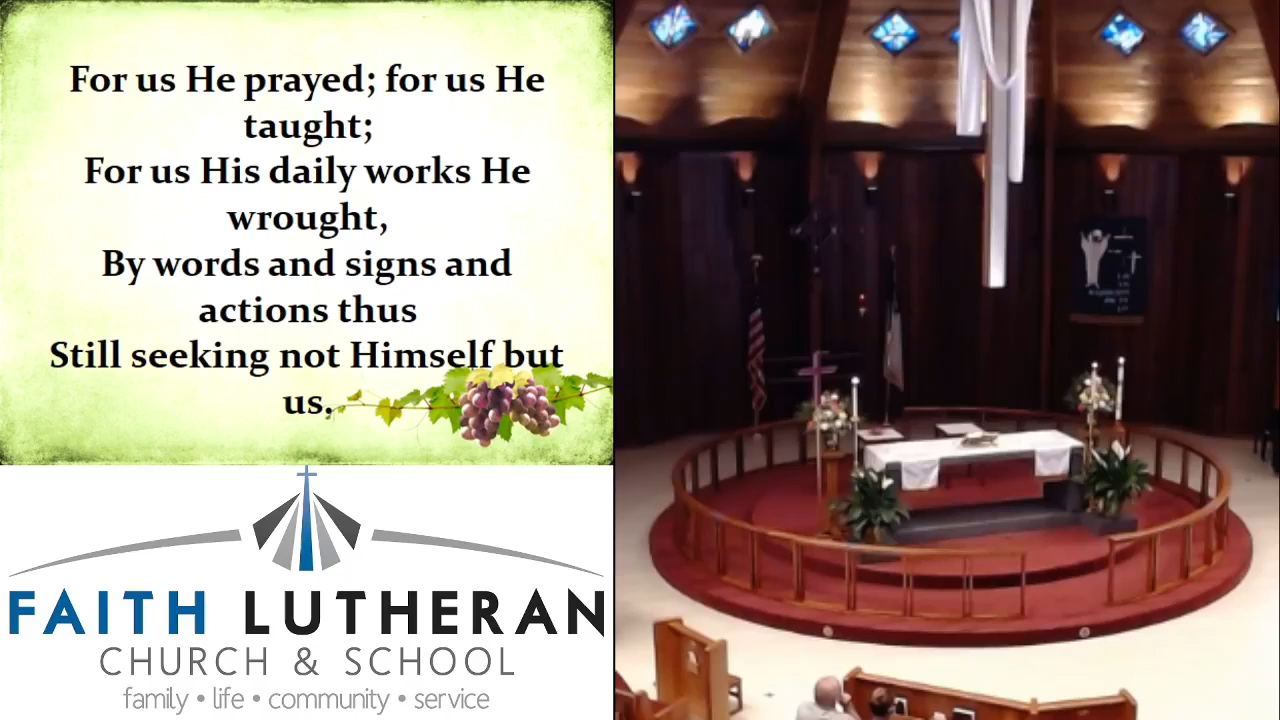 For us He prayed; for us He
taught;
For us His daily works He
wrought,
By words and signs and
actions thus
Still seeking not Himself but
us.
FAITH LUTHERAN
CHURCH & SCHOOL
family • life • community • service